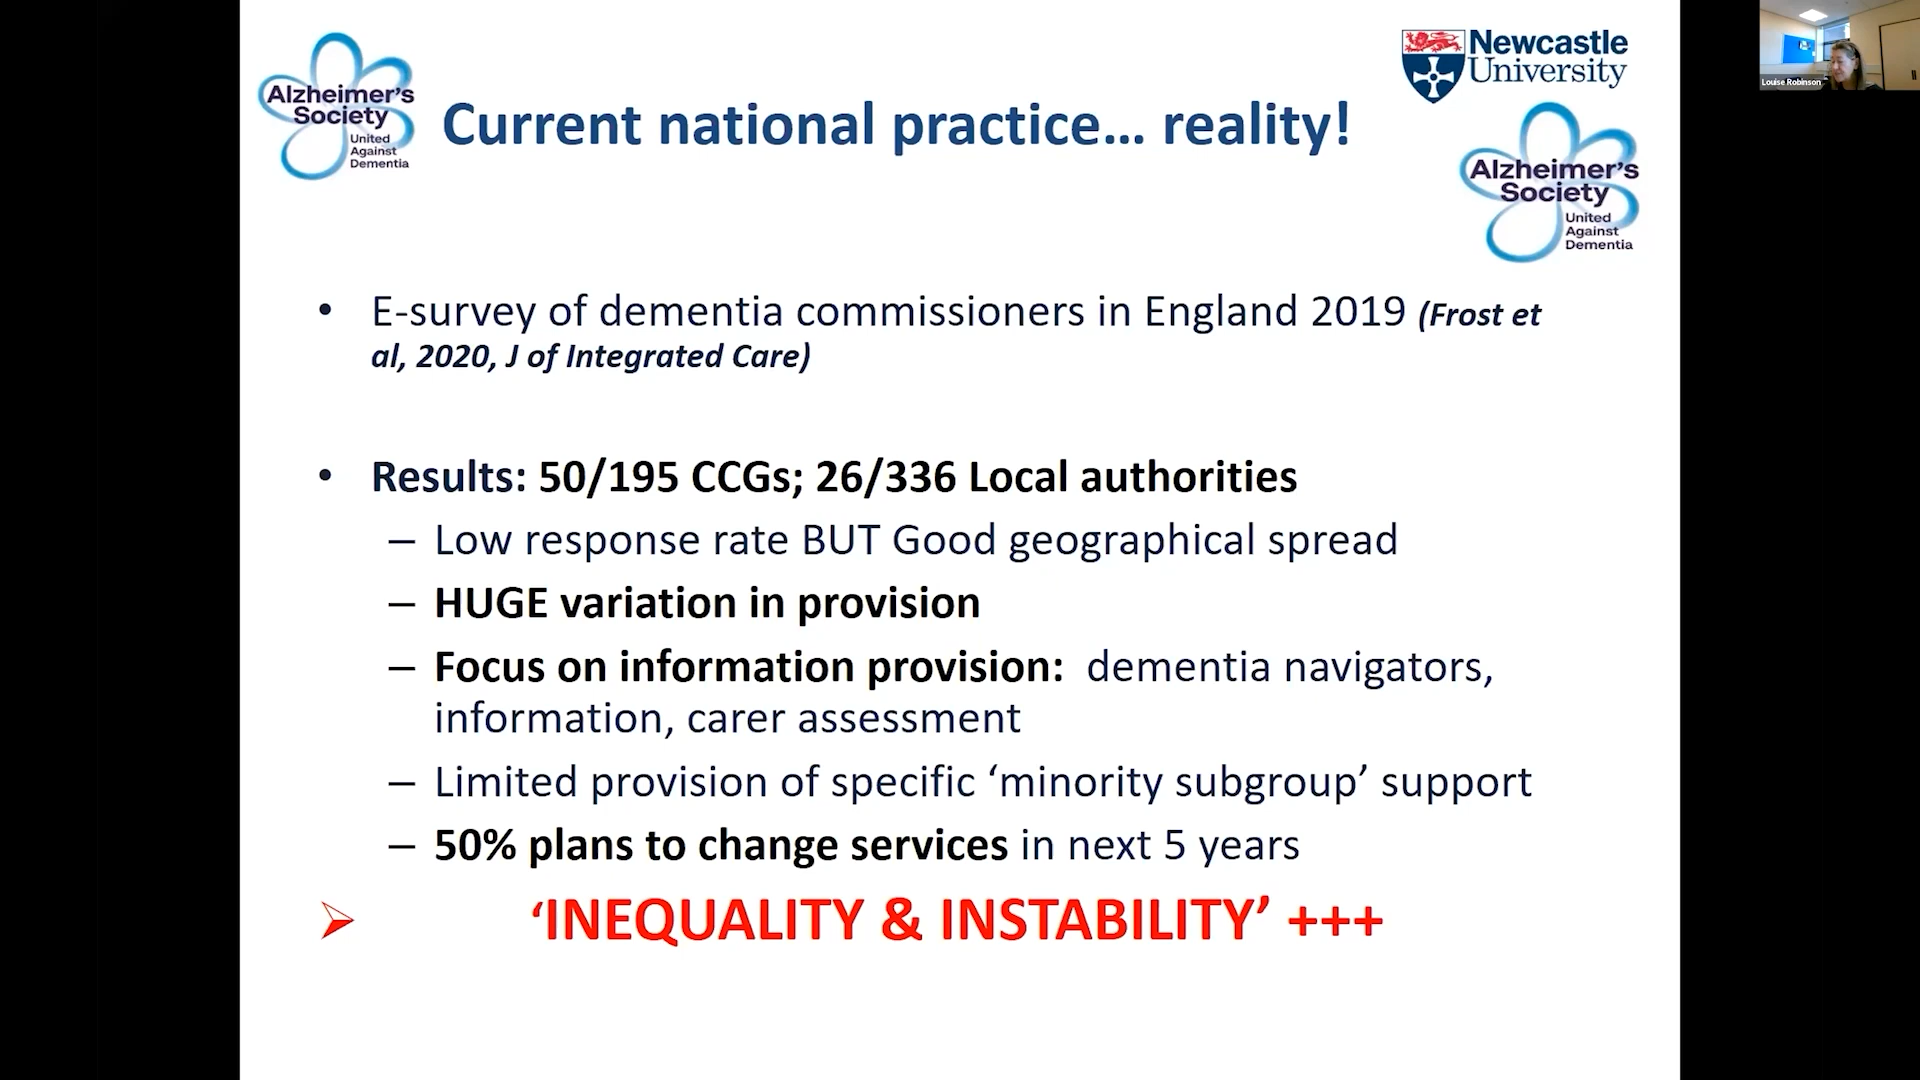 Alzheimer's
Society
United
Against
Dementia
Newcastle
University
Louise Robinson
Current national practice... reality!
Alzheimer's
Society
United
Against
Dementia
• E-survey of dementia commissioners in England 2019 (Frost et
al, 2020, J of Integrated Care)
• Results: 50/195 CCGs; 26/336 Local authorities
– Low response rate BUT Good geographical spread
– HUGE variation in provision
– Focus on information provision: dementia navigators,
information, carer assessment
– Limited provision of specific ‘minority subgroup’ support
– 50% plans to change services in next 5 years
➢ ‘INEQUALITY & INSTABILITY’ +++